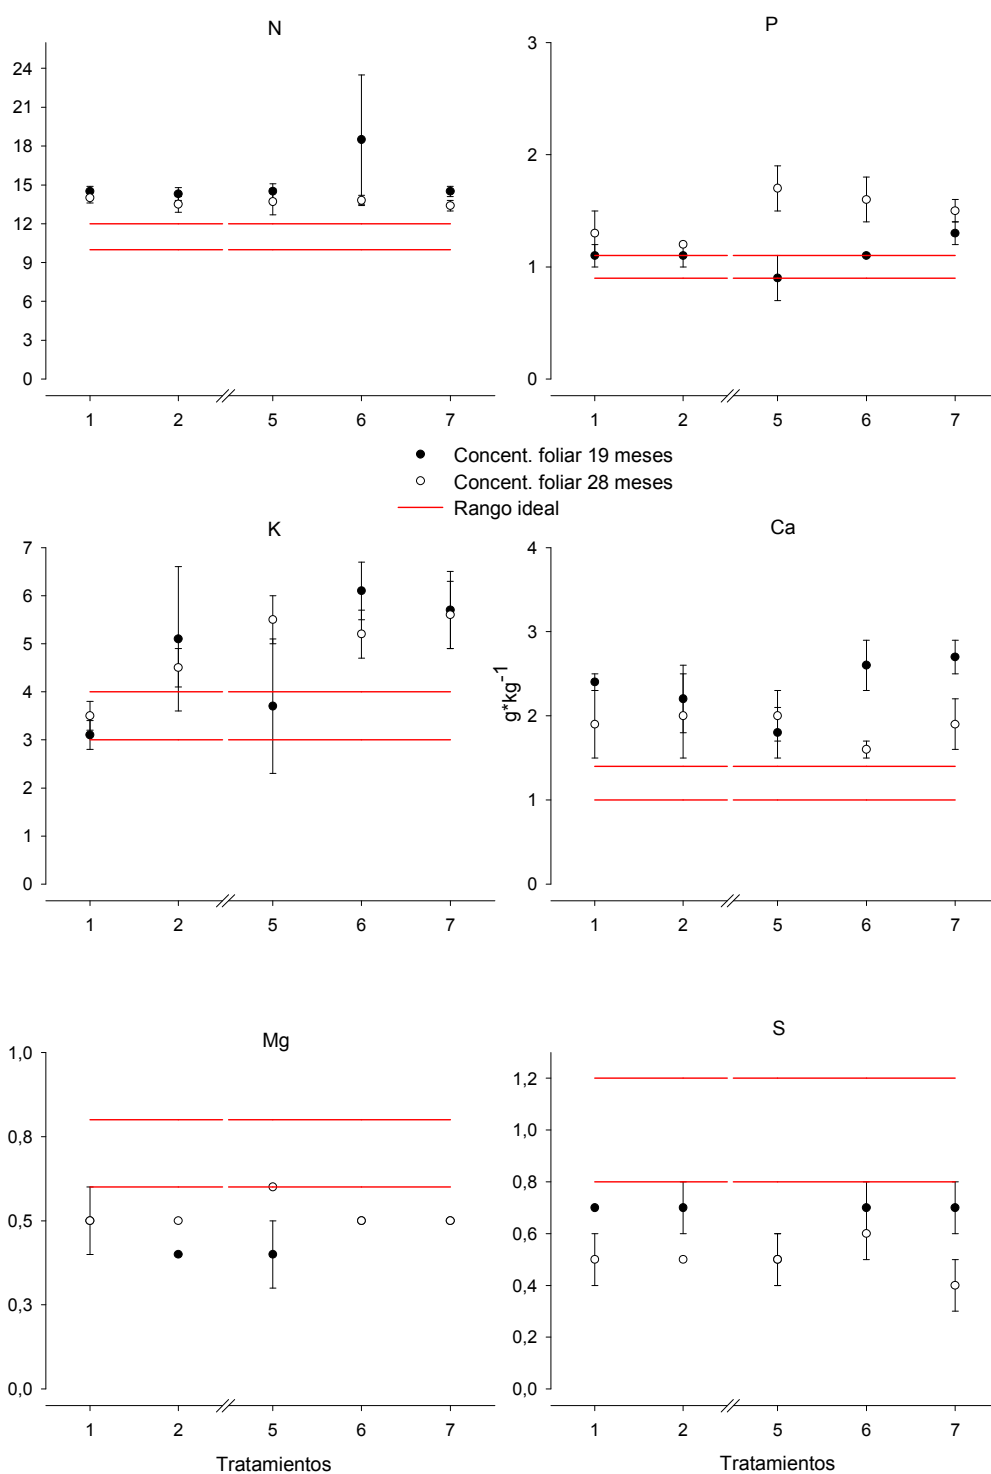 N
24
21
18
15
12
9
6
3
0
1 2 5 6 7
P
3
2
1
0
1 2 5 6 7
Concent. foliar 19 meses
Concent. foliar 28 meses
Rango ideal
K
7
6
5
4
3
2
1
0
1 2 5 6 7
Ca
g*kg-1
4
3
2
1
0
1 2 5 6 7
Mg
1,0
0,8
0,5
0,3
0,0
1 2 5 6 7
Tratamientos
S
1,2
1,0
0,8
0,6
0,4
0,2
0,0
1 2 5 6 7
Tratamientos